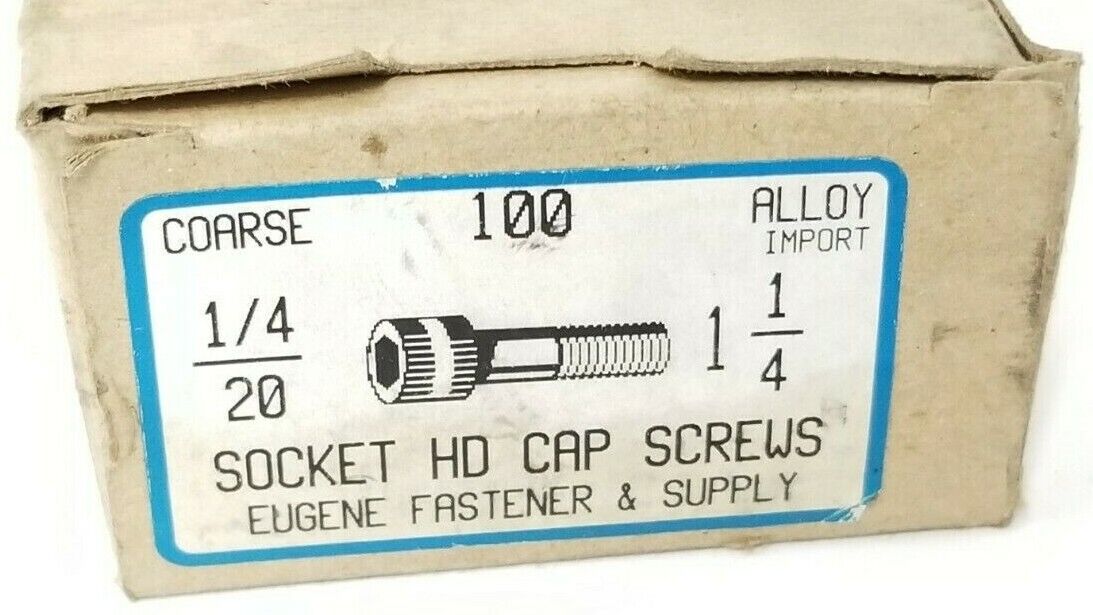 COARSE 100 ALLOY
IMPORT
1/4
20
1 1/4
SOCKET HD CAP SCREWS
EUGENE FASTENER & SUPPLY